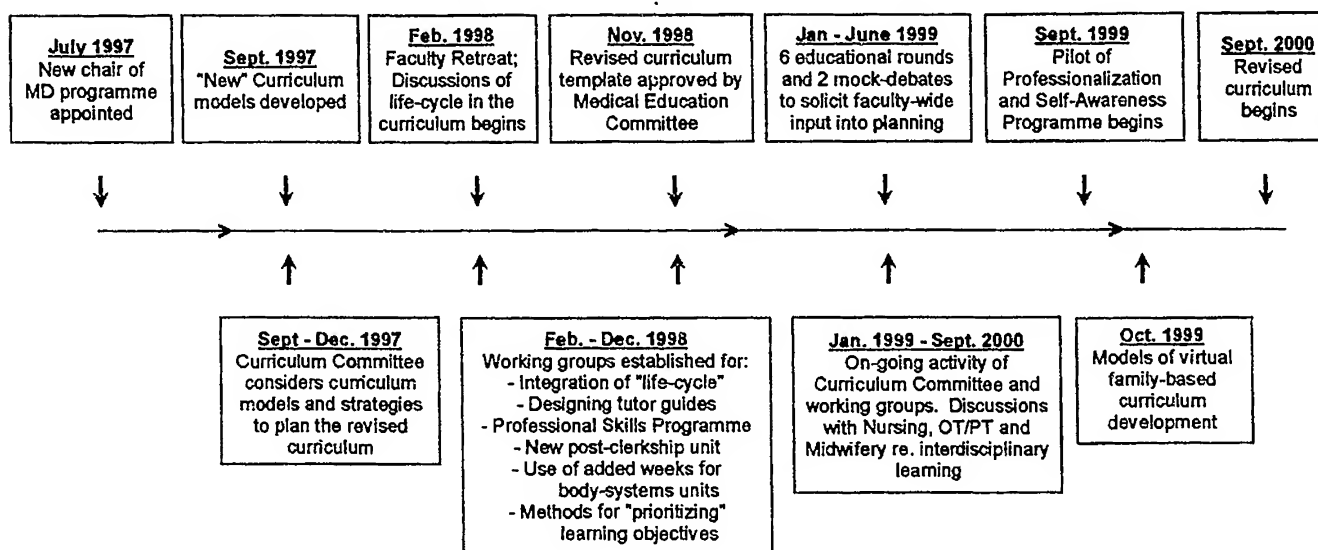 July 1997
New chair of
MD programme
appointed
Sept. 1997
"New" Curriculum
models developed
Feb. 1998
Faculty Retreat;
Discussions of
life-cycle in the
curriculum begins
Nov. 1998
Revised curriculum
template approved by
Medical Education
Committee
Jan - June 1999
6 educational rounds
and 2 mock-debates
to solicit faculty-wide
input into planning
Sept. 1999
Pilot of
Professionalization
and Self-Awareness
Programme begins
Sept. 2000
Revised
curriculum
begins
Sept - Dec. 1997
Curriculum Committee
considers curriculum
models and strategies
to plan the revised
curriculum
Feb. - Dec. 1998
Working groups established for:
- Integration of "life-cycle"
- Designing tutor guides
- Professional Skills Programme
- New post-clerkship unit
- Use of added weeks for
body-systems units
- Methods for "prioritizing"
learning objectives
Jan. 1999 - Sept. 2000
On-going activity of
Curriculum Committee and
working groups. Discussions
with Nursing, OT/PT and
Midwifery re. interdisciplinary
learning
Oct. 1999
Models of virtual
family-based
curriculum
development